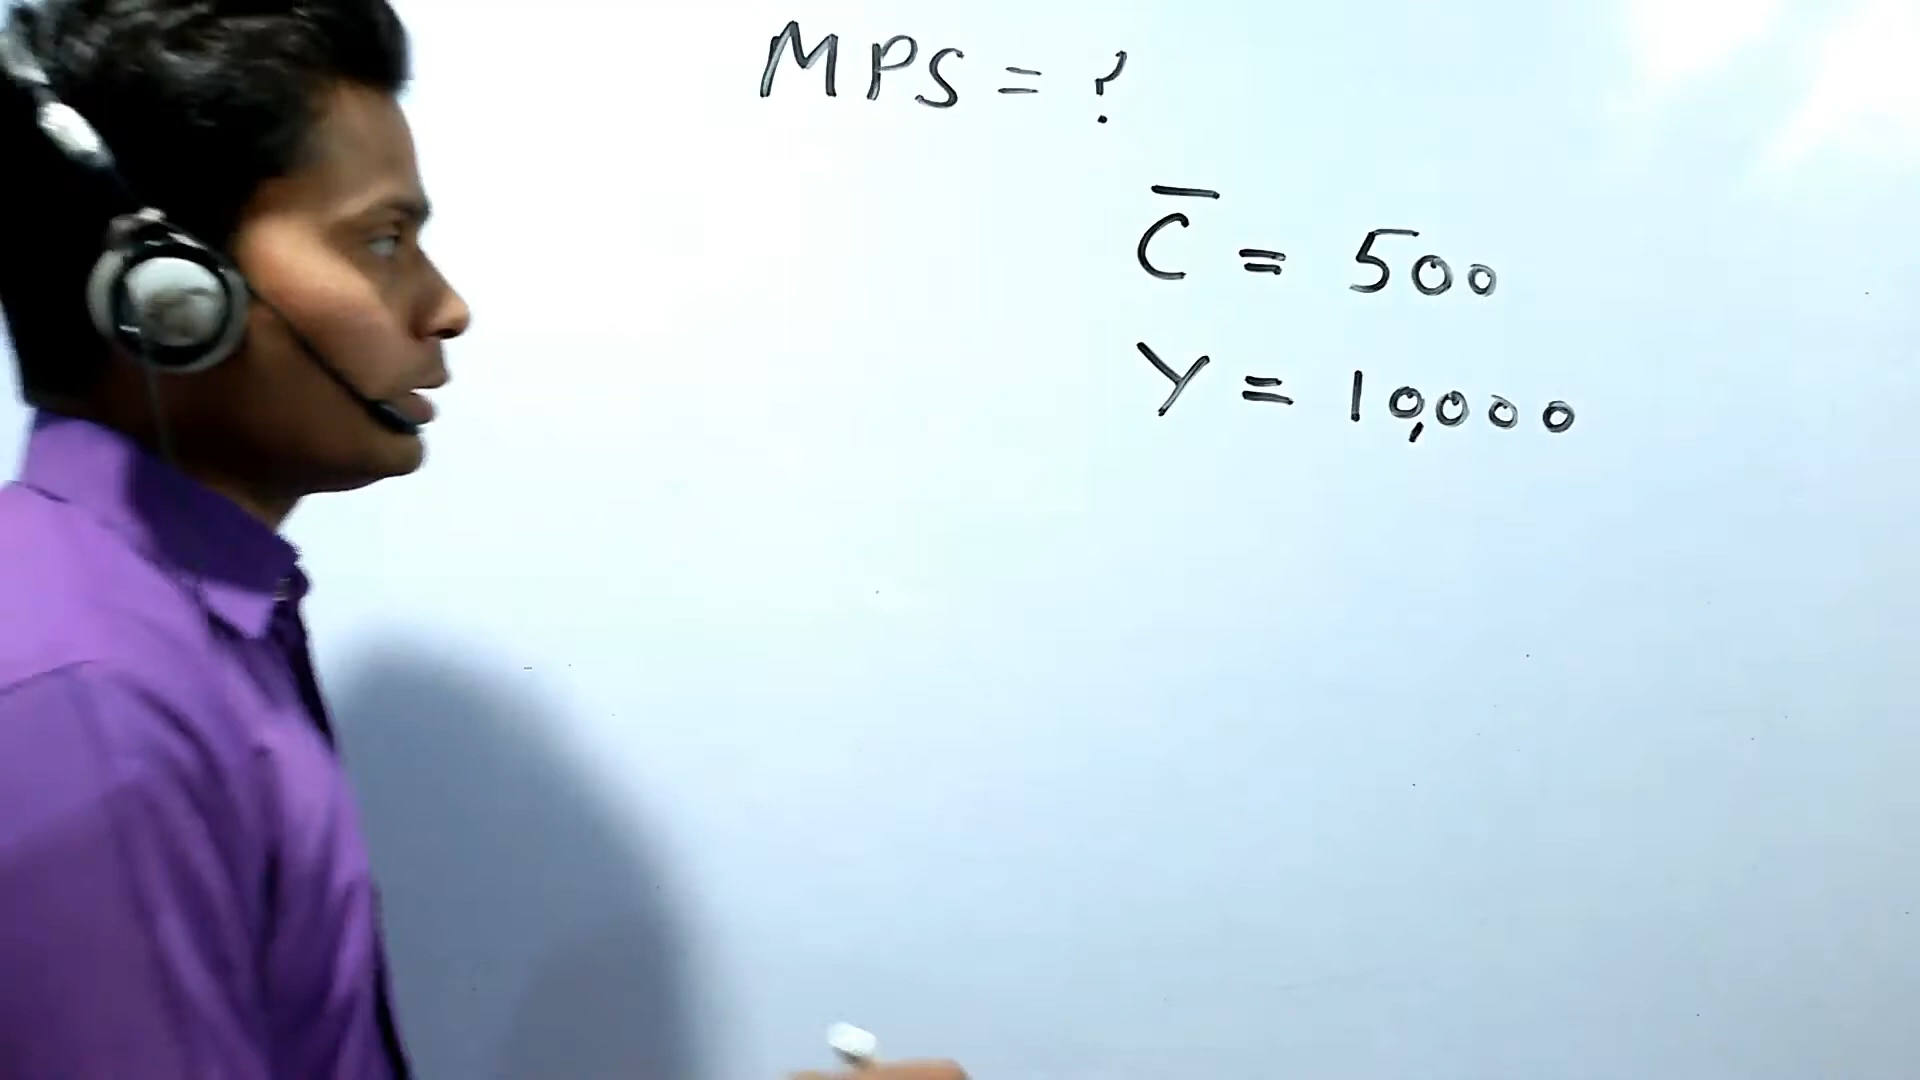 MPS = ?
C̅ = 500
Y = 10,000